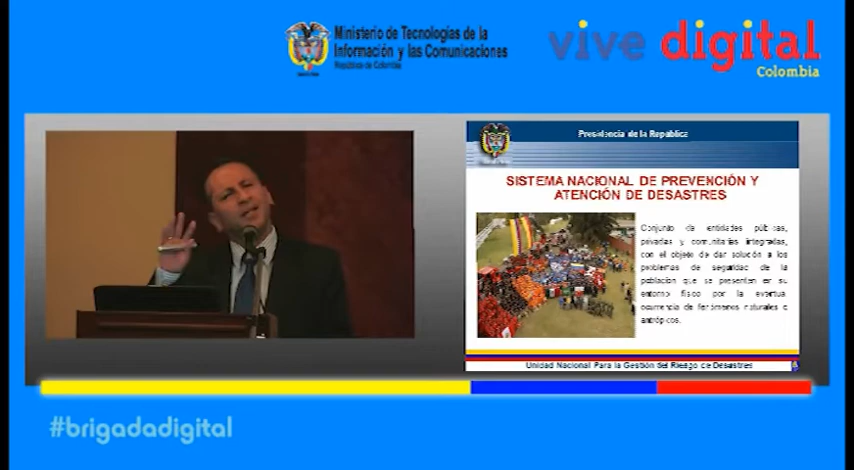 Ministerio de Tecnologías de la
Información y las Comunicaciones
República de Colombia
vive digital
Colombia
Presidencia de la República
SISTEMA NACIONAL DE PREVENCIÓN Y
ATENCIÓN DE DESASTRES
Conjunto de entidades públicas,
privadas y comunitarias integradas,
con el objeto de dar solución a los
problemas de seguridad de la
población que se presenten en su
entorno físico por la eventual
ocurrencia de fenómenos naturales o
antrópicos.
Unidad Nacional Para la Gestión del Riesgo de Desastres
#brigadadigital